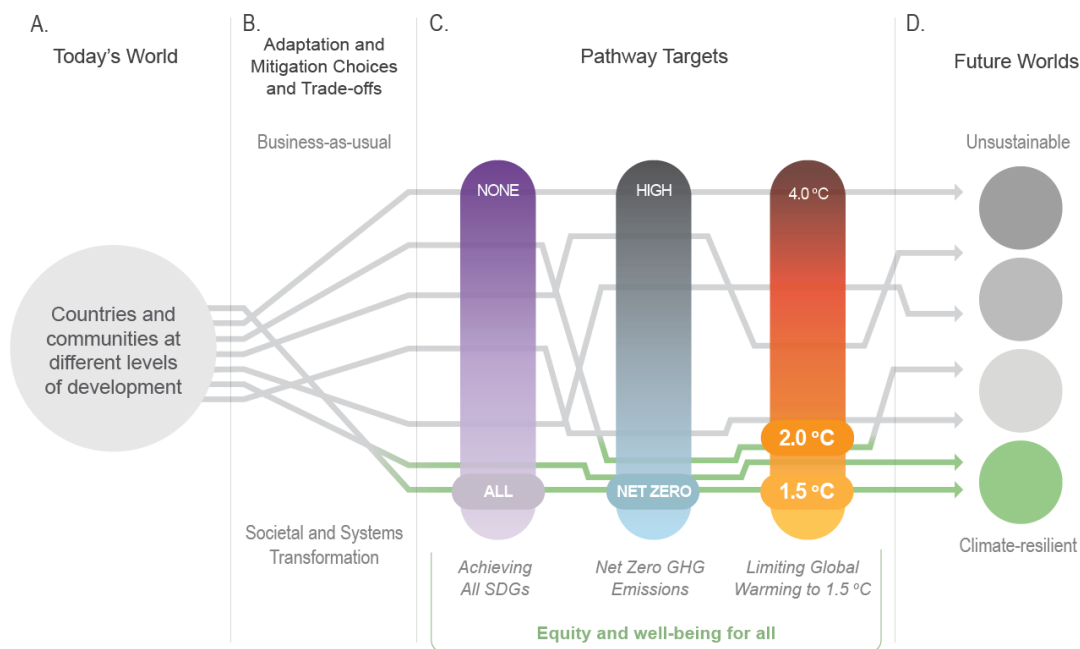 A.
Today's World
B.
Adaptation and
Mitigation Choices
and Trade-offs
C.
Pathway Targets
D.
Future Worlds
Business-as-usual
Unsustainable
NONE
HIGH
4.0 °C
Countries and
communities at
different levels
of development
2.0 °C
ALL
NET ZERO
1.5 °C
Societal and Systems
Transformation
Climate-resilient
Achieving
All SDGs
Net Zero GHG
Emissions
Limiting Global
Warming to 1.5 °C
Equity and well-being for all